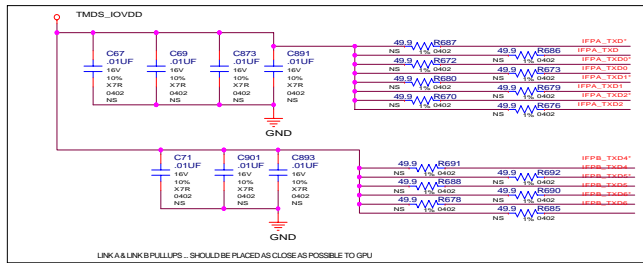 TMDS_IOVDD
C67
.01UF
16V
10%
X7R
0402
NS
C69
.01UF
16V
10%
X7R
0402
NS
C873
.01UF
16V
10%
X7R
0402
NS
C891
.01UF
16V
10%
X7R
0402
NS
GND
49.9 R687 IFPA_TXD*
NS 1% 0402
49.9 R686 IFPA_TXD
NS 1% 0402
49.9 R672 IFPA_TXD0*
NS 1% 0402
49.9 R673 IFPA_TXD0
NS 1% 0402
49.9 R680 IFPA_TXD1*
NS 1% 0402
49.9 R679 IFPA_TXD1
NS 1% 0402
49.9 R670 IFPA_TXD2*
NS 1% 0402
49.9 R676 IFPA_TXD2
NS 1% 0402
C71
.01UF
16V
10%
X7R
0402
NS
C901
.01UF
16V
10%
X7R
0402
NS
C893
.01UF
16V
10%
X7R
0402
NS
GND
IFPB_TXD4*
49.9 R691 IFPB_TXD4
NS 1% 0402
49.9 R692 IFPB_TXD5*
NS 1% 0402
49.9 R688 IFPB_TXD5
NS 1% 0402
49.9 R690 IFPB_TXD6*
NS 1% 0402
49.9 R678 IFPB_TXD6
NS 1% 0402
49.9 R685
NS 1% 0402
LINK A & LINK B PULLUPS .. SHOULD BE PLACED AS CLOSE AS POSSIBLE TO GPU